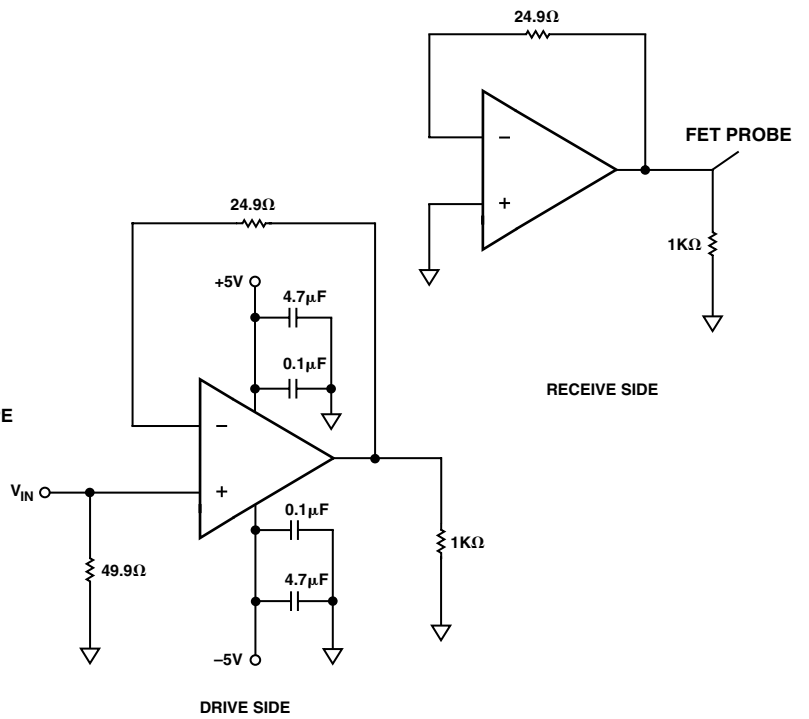 24.9Ω
−
+
FET PROBE
1KΩ
RECEIVE SIDE
24.9Ω
+5V
4.7μF
0.1μF
PE
−
+
VIN
49.9Ω
0.1μF
4.7μF
1KΩ
–5V
DRIVE SIDE